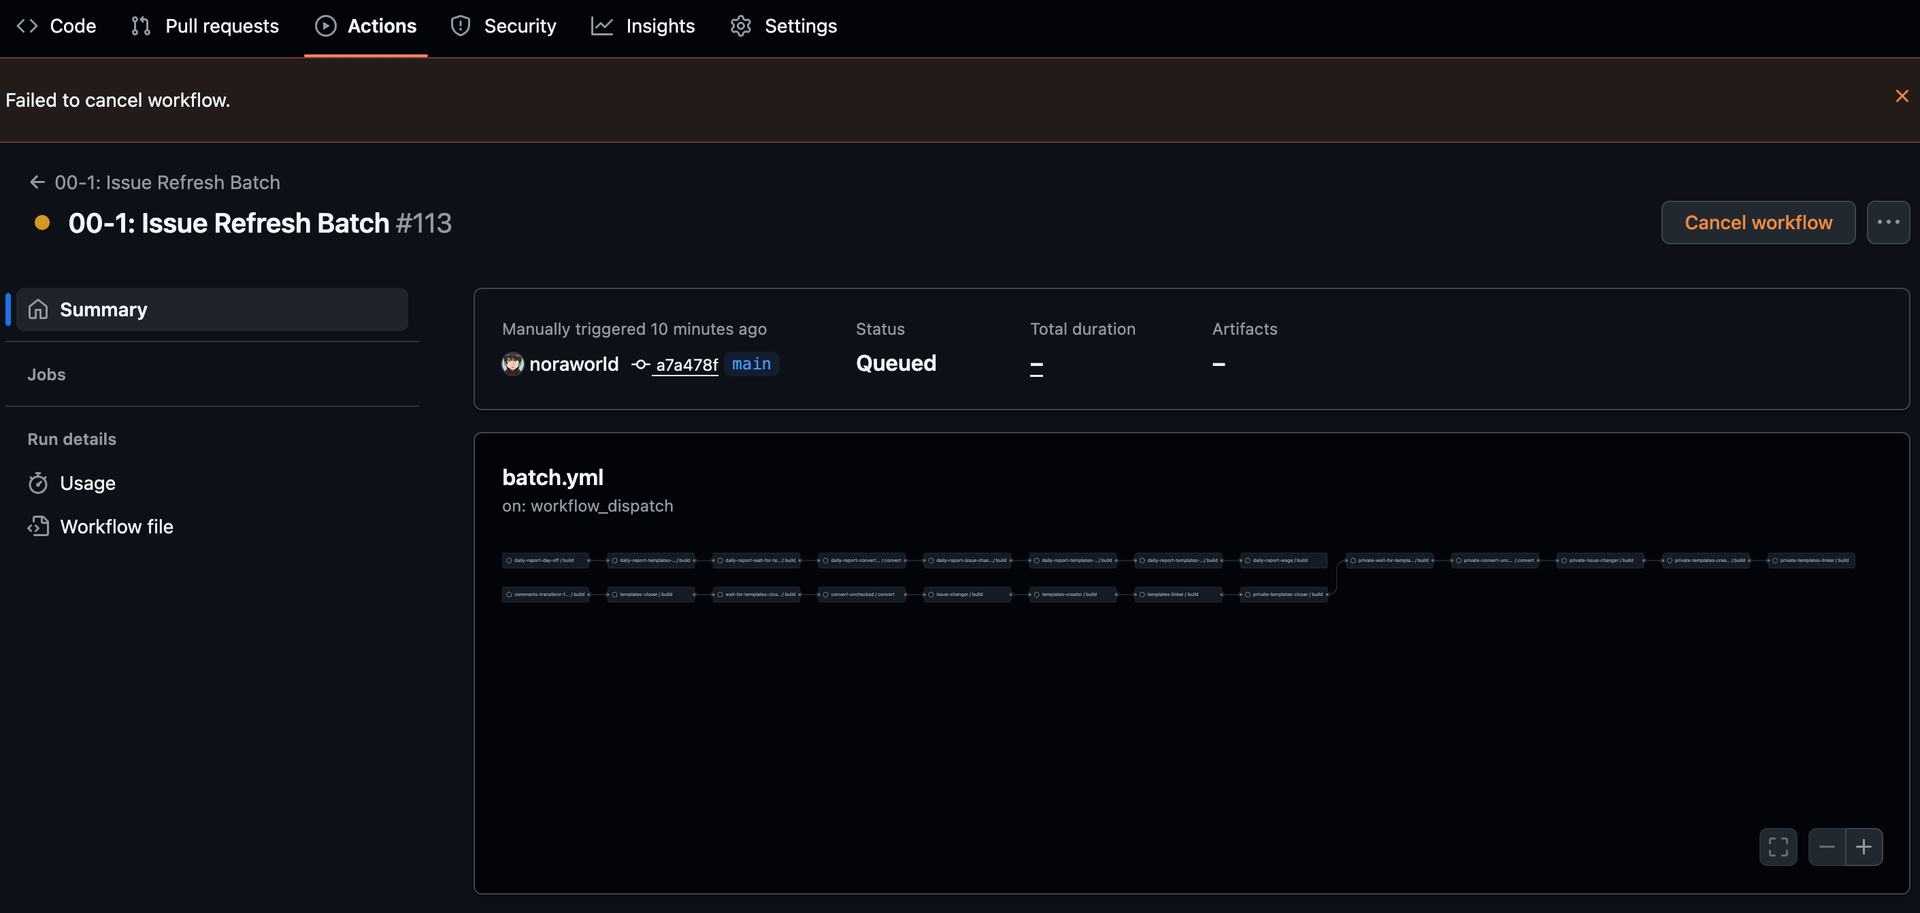 Code Pull requests Actions Security Insights Settings
Failed to cancel workflow.
00-1: Issue Refresh Batch
00-1: Issue Refresh Batch #113
Cancel workflow
Summary
Jobs
Run details
Usage
Workflow file
Manually triggered 10 minutes ago
noraworld a7a478f main
Status
Queued
Total duration
–
Artifacts
–
batch.yml
on: workflow_dispatch
daily-report-day-off / build
daily-report-templates-... / build
daily-report-wait-for-te... / build
daily-report-convert... / convert
daily-report-issue-chan... / build
daily-report-templates-... / build
daily-report-templates-... / build
daily-report-wage / build
private-wait-for-templa... / build
private-convert-unc... / convert
private-issue-changer / build
private-templates-crea... / build
private-templates-linker / build
comments-transferor-f... / build
templates-closer / build
wait-for-templates-clos... / build
convert-unchecked / convert
issue-changer / build
templates-creator / build
templates-linker / build
private-templates-closer / build